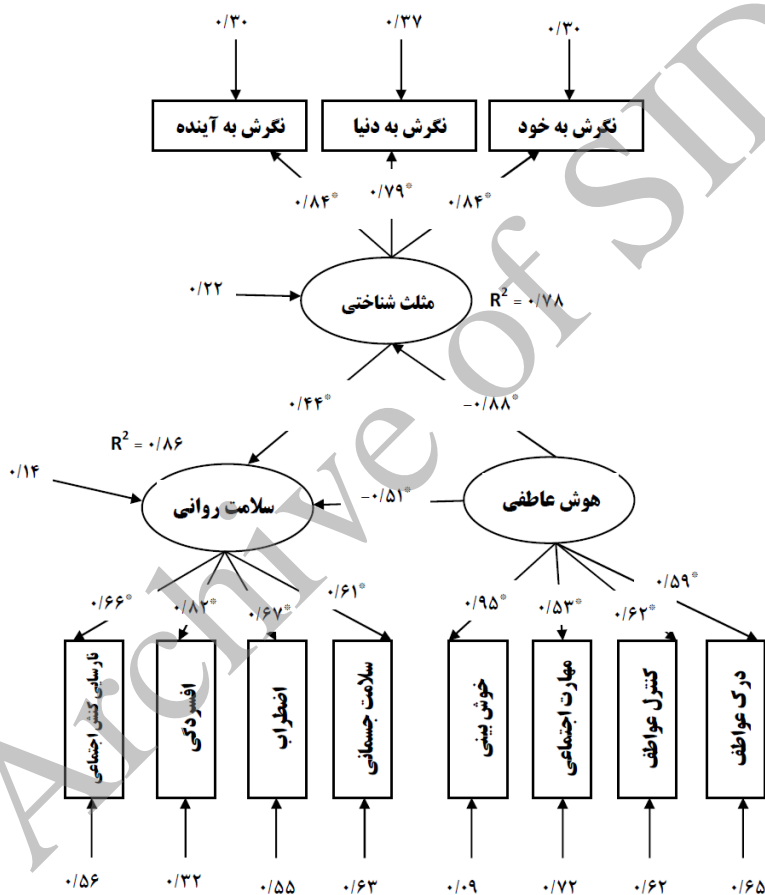 ۰/۳۰ ۰/۳۷ ۰/۳۰
نگرش به خود نگرش به دنیا نگرش به آینده
۰/۸۴* ۰/۷۹* ۰/۸۴*
۰/۲۲
مثلث شناختی
R² = ۰/۷۸
۰/۴۴* −۰/۸۸*
R² = ۰/۸۶
۰/۱۴
سلامت روانی
−۰/۵۱*
هوش عاطفی
۰/۶۶* ۰/۸۲* ۰/۶۷* ۰/۶۱* ۰/۹۵* ۰/۵۳* ۰/۶۲* ۰/۵۹*
نارسایی کنش اجتماعی
افسردگی
اضطراب
سلامت جسمانی
خوش بینی
مهارت اجتماعی
کنترل عواطف
درک عواطف
۰/۵۶ ۰/۳۲ ۰/۵۵ ۰/۶۳ ۰/۰۹ ۰/۷۲ ۰/۶۲ ۰/۶۵
Archive of SID